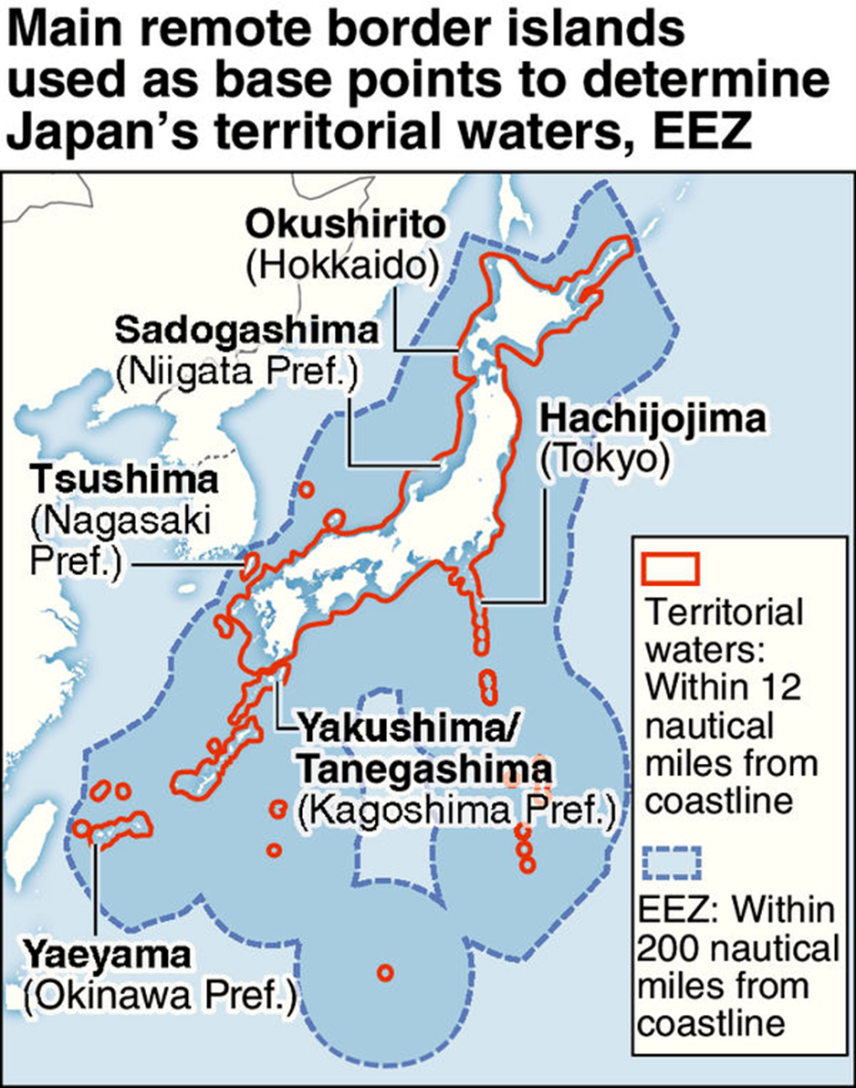 Main remote border islands
used as base points to determine
Japan's territorial waters, EEZ
Okushirito
(Hokkaido)
Sadogashima
(Niigata Pref.)
Hachijojima
(Tokyo)
Tsushima
(Nagasaki
Pref.)
Yakushima/
Tanegashima
(Kagoshima Pref.)
Yaeyama
(Okinawa Pref.)
Territorial
waters:
Within 12
nautical
miles from
coastline
EEZ: Within
200 nautical
miles from
coastline